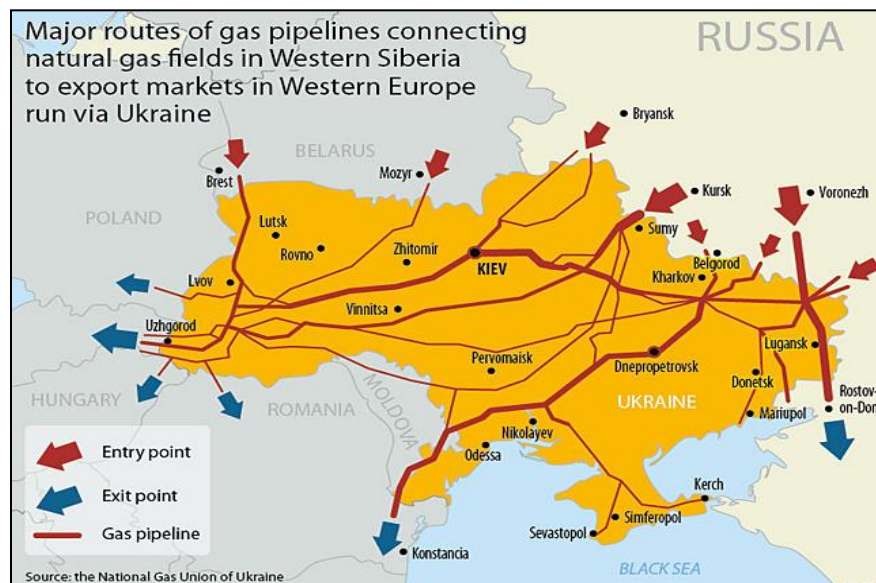 Major routes of gas pipelines connecting
natural gas fields in Western Siberia
to export markets in Western Europe
run via Ukraine
RUSSIA
Bryansk
BELARUS
Brest
Mozyr
Kursk
Voronezh
POLAND
Lutsk
Sumy
Rovno
Zhitomir
KIEV
Belgorod
Kharkov
Lvov
Vinnitsa
Uzhgorod
Lugansk
Pervomaisk
Dnepropetrovsk
Donetsk
HUNGARY
ROMANIA
MOLDOVA
UKRAINE
Rostov-
on-Don
Mariupol
Nikolayev
Odessa
Entry point
Exit point
Gas pipeline
Kerch
Simferopol
Sevastopol
Konstancia
BLACK SEA
Source: the National Gas Union of Ukraine